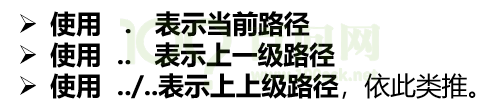 ➢ 使用 . 表示当前路径
➢ 使用 .. 表示上一级路径
➢ 使用 ../..表示上上级路径，依此类推。